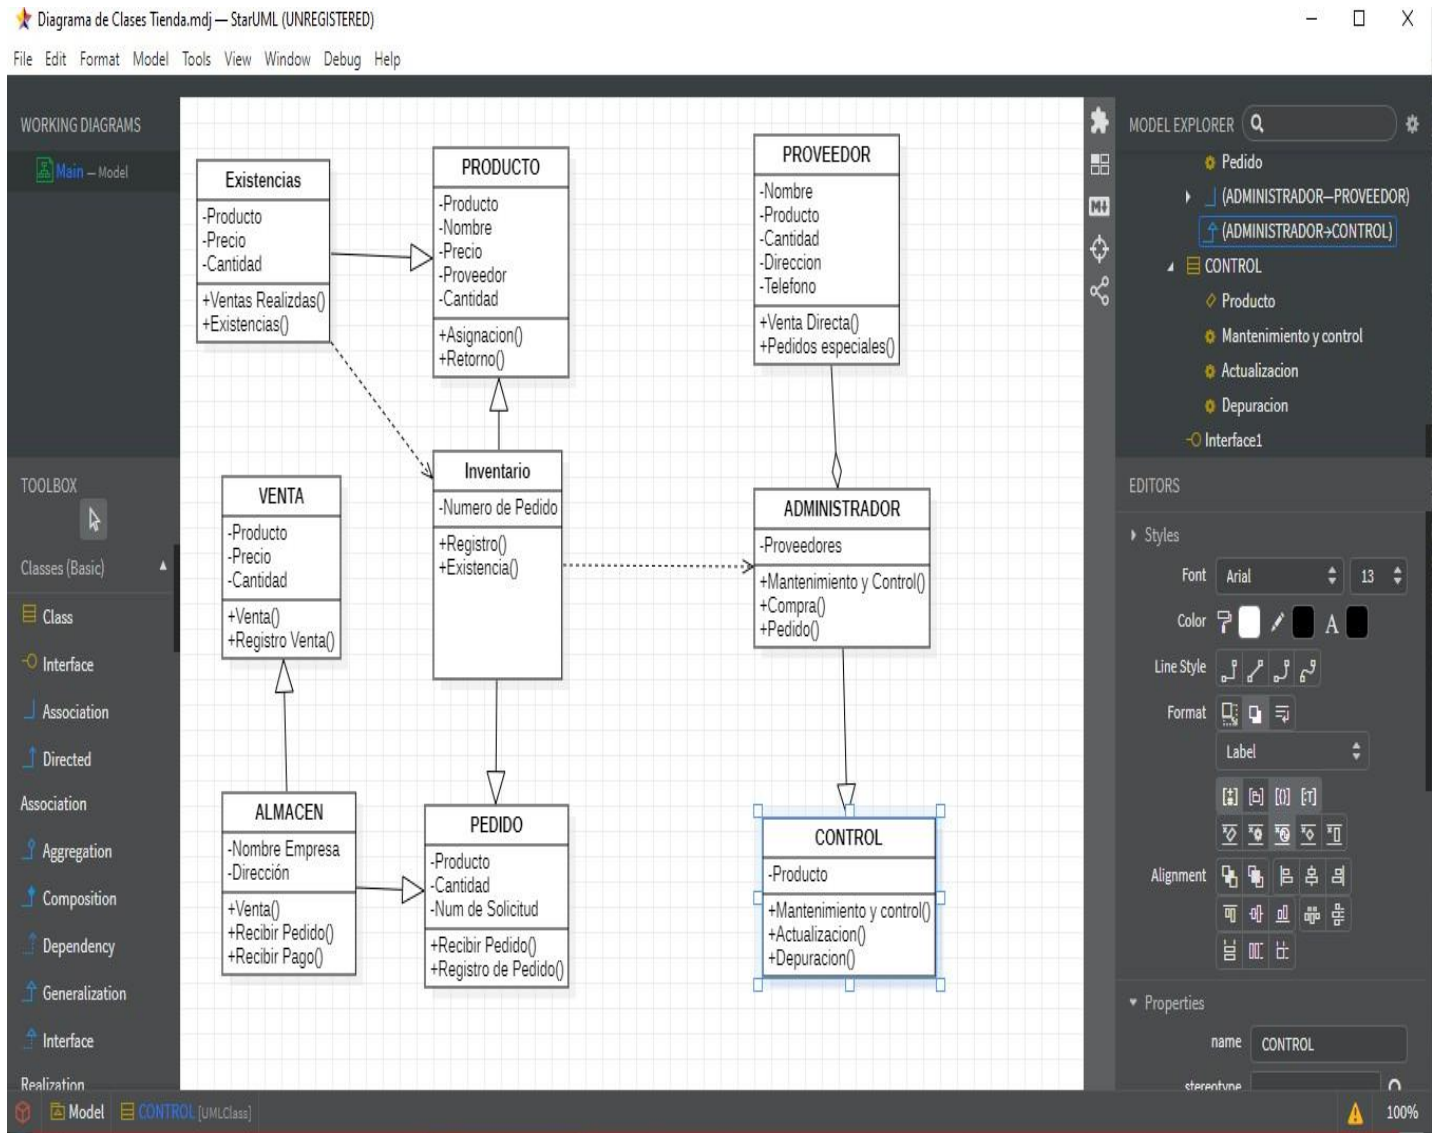 Diagrama de Clases Tienda.mdj — StarUML (UNREGISTERED)
File Edit Format Model Tools View Window Debug Help
WORKING DIAGRAMS
Main — Model
TOOLBOX
Classes (Basic)
Class
Interface
Association
Directed
Association
Aggregation
Composition
Dependency
Generalization
Interface
Realization
Existencias
-Producto
-Precio
-Cantidad
+Ventas Realizdas()
+Existencias()
PRODUCTO
-Producto
-Nombre
-Precio
-Proveedor
-Cantidad
+Asignacion()
+Retorno()
PROVEEDOR
-Nombre
-Producto
-Cantidad
-Direccion
-Telefono
+Venta Directa()
+Pedidos especiales()
VENTA
-Producto
-Precio
-Cantidad
+Venta()
+Registro Venta()
Inventario
-Numero de Pedido
+Registro()
+Existencia()
ADMINISTRADOR
-Proveedores
+Mantenimiento y Control()
+Compra()
+Pedido()
ALMACEN
-Nombre Empresa
-Dirección
+Venta()
+Recibir Pedido()
+Recibir Pago()
PEDIDO
-Producto
-Cantidad
-Num de Solicitud
+Recibir Pedido()
+Registro de Pedido()
CONTROL
-Producto
+Mantenimiento y control()
+Actualizacion()
+Depuracion()
MODEL EXPLORER
Pedido
(ADMINISTRADOR—PROVEEDOR)
(ADMINISTRADOR→CONTROL)
CONTROL
Producto
Mantenimiento y control
Actualizacion
Depuracion
Interface1
EDITORS
Styles
Font Arial 13
Color A
Line Style
Format
Label
Alignment
Properties
name CONTROL
stereotype
Model CONTROL [UMLClass]
100%